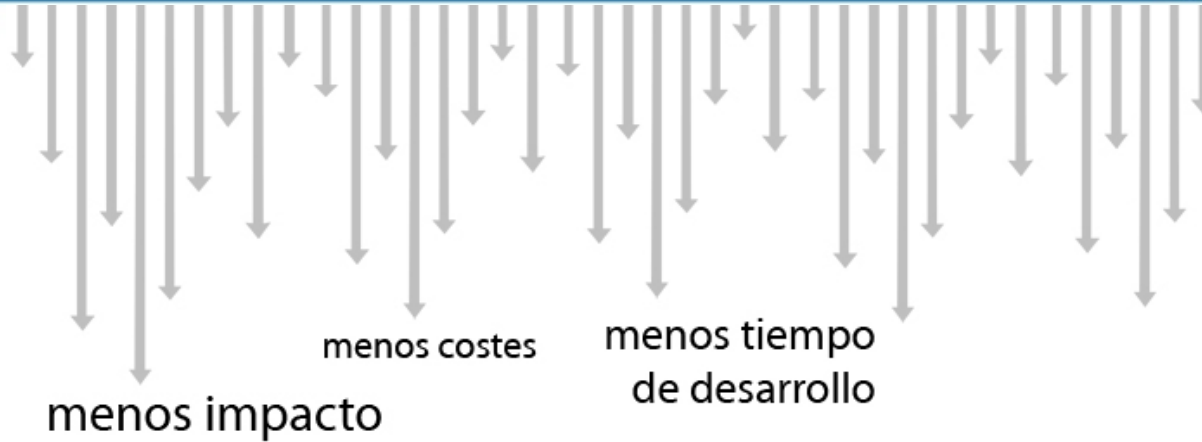 menos costes
menos tiempo
de desarrollo
menos impacto